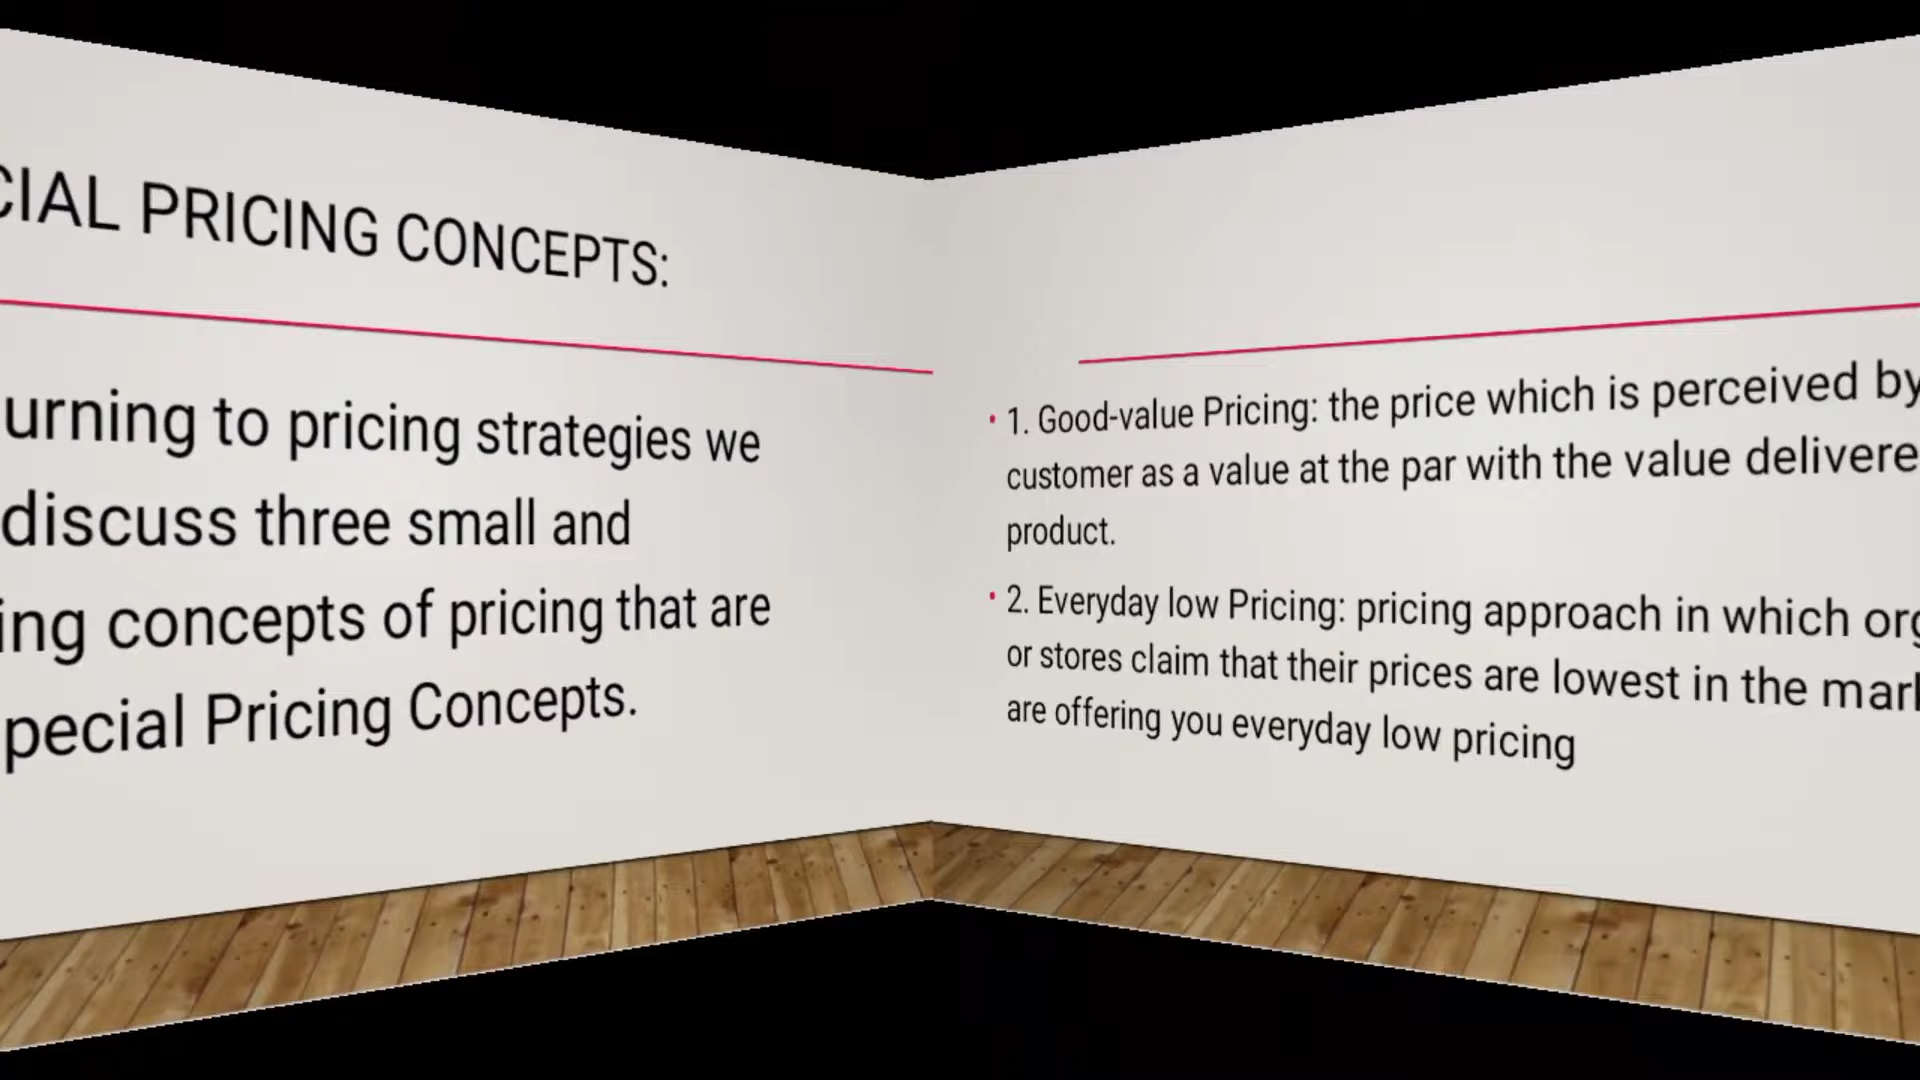 CIAL PRICING CONCEPTS:
urning to pricing strategies we
discuss three small and
ing concepts of pricing that are
pecial Pricing Concepts.
• 1. Good-value Pricing: the price which is perceived by
customer as a value at the par with the value delivere
product.
• 2. Everyday low Pricing: pricing approach in which org
or stores claim that their prices are lowest in the mark
are offering you everyday low pricing